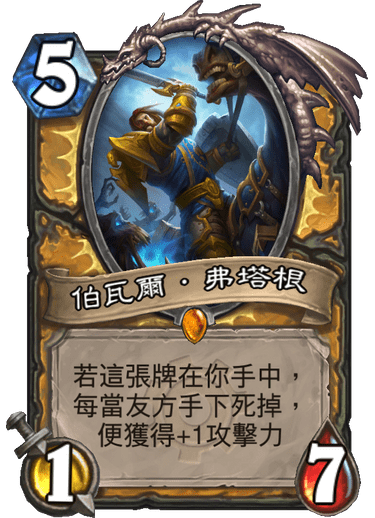 5
伯瓦爾·弗塔根
若這張牌在你手中，
每當友方手下死掉，
便獲得+1攻擊力
1
7